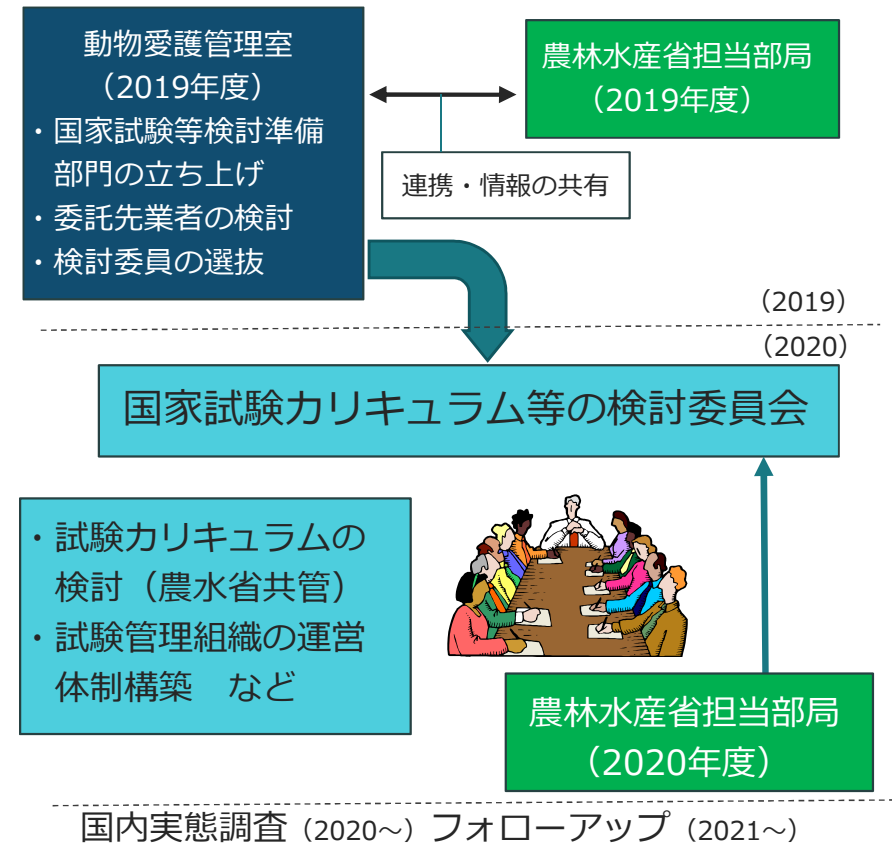 動物愛護管理室
（2019年度）
・国家試験等検討準備
部門の立ち上げ
・委託先業者の検討
・検討委員の選抜
農林水産省担当部局
（2019年度）
連携・情報の共有
（2019）
（2020）
国家試験カリキュラム等の検討委員会
・試験カリキュラムの
検討（農水省共管）
・試験管理組織の運営
体制構築　など
農林水産省担当部局
（2020年度）
国内実態調査（2020～）フォローアップ（2021～）